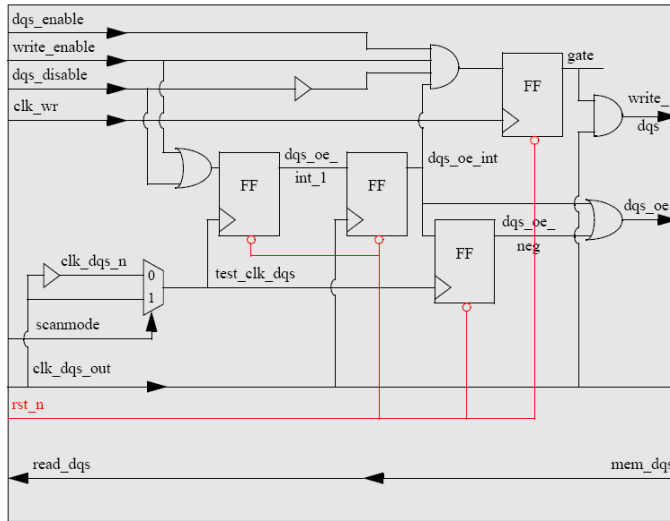 dqs_enable
write_enable
dqs_disable
clk_wr
FF
gate
write_
dqs
FF
dqs_oe_
int_1
FF
dqs_oe_int
dqs_oe
dqs_oe_
neg
FF
clk_dqs_n
0
1
test_clk_dqs
scanmode
clk_dqs_out
rst_n
read_dqs
mem_dqs